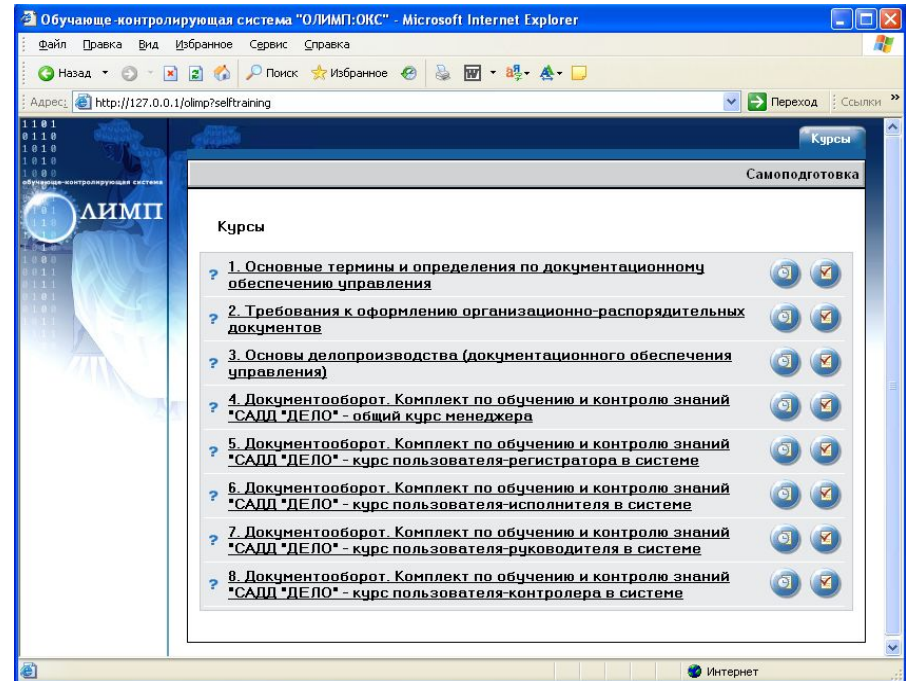 Обучающе-контролирующая система "ОЛИМП:ОКС" - Microsoft Internet Explorer
Файл Правка Вид Избранное Сервис Справка
Назад Поиск Избранное
Адрес: http://127.0.0.1/olimp?selftraining Переход Ссылки »
1101
0110
1010
1010
1000
Курсы
обучающе-контролирующая система
Самоподготовка
ОЛИМП
Курсы
? 1. Основные термины и определения по документационному
обеспечению управления
? 2. Требования к оформлению организационно-распорядительных
документов
? 3. Основы делопроизводства (документационного обеспечения
управления)
? 4. Документооборот. Комплект по обучению и контролю знаний
"САДД "ДЕЛО" - общий курс менеджера
? 5. Документооборот. Комплект по обучению и контролю знаний
"САДД "ДЕЛО" - курс пользователя-регистратора в системе
? 6. Документооборот. Комплект по обучению и контролю знаний
"САДД "ДЕЛО" - курс пользователя-исполнителя в системе
? 7. Документооборот. Комплект по обучению и контролю знаний
"САДД "ДЕЛО" - курс пользователя-руководителя в системе
? 8. Документооборот. Комплект по обучению и контролю знаний
"САДД "ДЕЛО" - курс пользователя-контролера в системе
Интернет